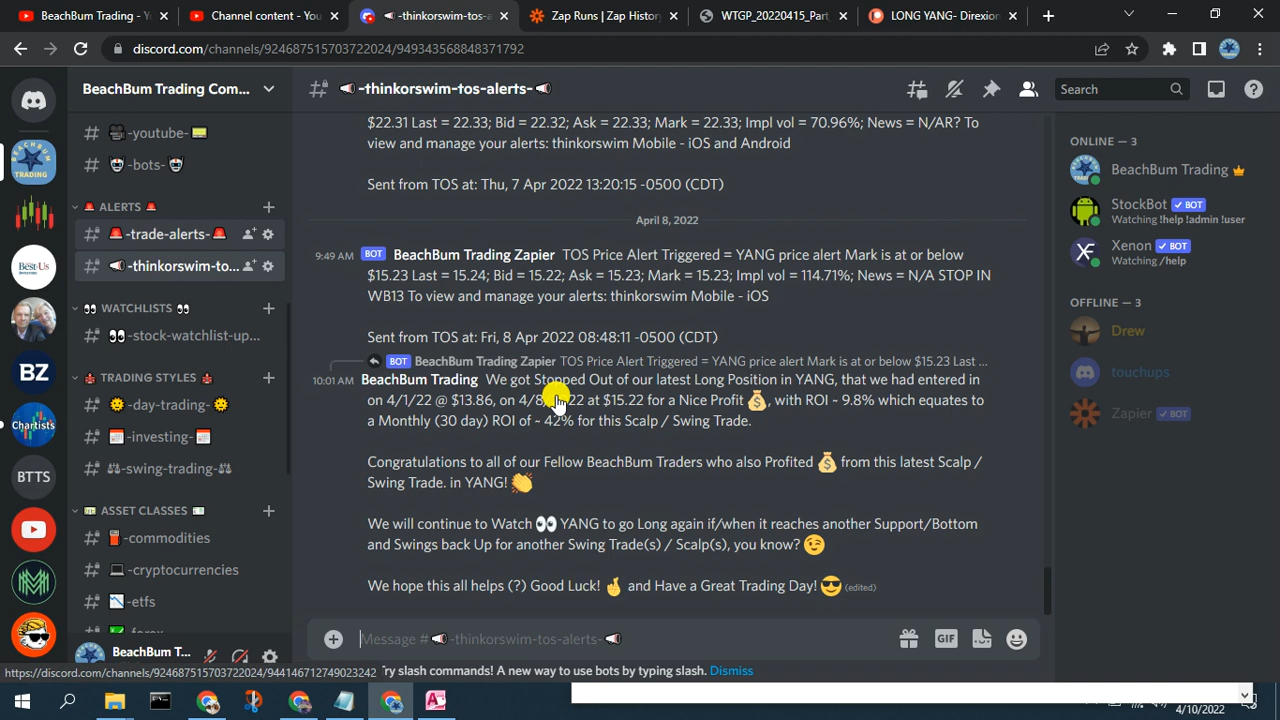 BeachBum Trading - Y
Channel content - You
-thinkorswim-tos-a
Zap Runs | Zap History
WTGP_20220415_Part
LONG YANG- Direxion
discord.com/channels/924687515703722024/949343568848371792
BeachBum Trading Com...
-thinkorswim-tos-alerts-
Search
-youtube-
-bots-
ALERTS
-trade-alerts-
-thinkorswim-to...
WATCHLISTS
-stock-watchlist-up...
TRADING STYLES
-day-trading-
-investing-
-swing-trading-
ASSET CLASSES
-commodities
-cryptocurrencies
-etfs
-forex
BeachBum T...
Best Us
BZ
Chartists
BTTS
BEACHBUM
TRADING
$22.31 Last = 22.33; Bid = 22.32; Ask = 22.33; Mark = 22.33; Impl vol = 70.96%; News = N/AR? To
view and manage your alerts: thinkorswim Mobile - iOS and Android
Sent from TOS at: Thu, 7 Apr 2022 13:20:15 -0500 (CDT)
April 8, 2022
9:49 AM BOT BeachBum Trading Zapier TOS Price Alert Triggered = YANG price alert Mark is at or below
$15.23 Last = 15.24; Bid = 15.22; Ask = 15.23; Mark = 15.23; Impl vol = 114.71%; News = N/A STOP IN
WB13 To view and manage your alerts: thinkorswim Mobile - iOS
Sent from TOS at: Fri, 8 Apr 2022 08:48:11 -0500 (CDT)
BOT BeachBum Trading Zapier TOS Price Alert Triggered = YANG price alert Mark is at or below $15.23 Last ...
10:01 AM BeachBum Trading We got Stopped Out of our latest Long Position in YANG, that we had entered in
on 4/1/22 @ $13.86, on 4/8/ 22 at $15.22 for a Nice Profit 💰, with ROI ~ 9.8% which equates to
a Monthly (30 day) ROI of ~ 42% for this Scalp / Swing Trade.
Congratulations to all of our Fellow BeachBum Traders who also Profited 💰 from this latest Scalp /
Swing Trade. in YANG! 👏
We will continue to Watch 👀 YANG to go Long again if/when it reaches another Support/Bottom
and Swings back Up for another Swing Trade(s) / Scalp(s), you know? 😉
We hope this all helps (?) Good Luck! 🤞 and Have a Great Trading Day! 😎 (edited)
Message # -thinkorswim-tos-alerts-
GIF
Try slash commands! A new way to use bots by typing slash. Dismiss
ONLINE — 3
BeachBum Trading
StockBot ✓ BOT
Watching !help !admin !user
Xenon ✓ BOT
Watching /help
OFFLINE — 3
Drew
touchups
Zapier ✓ BOT
https://discord.com/channels/924687515703722024/944146712749023242
4/10/2022